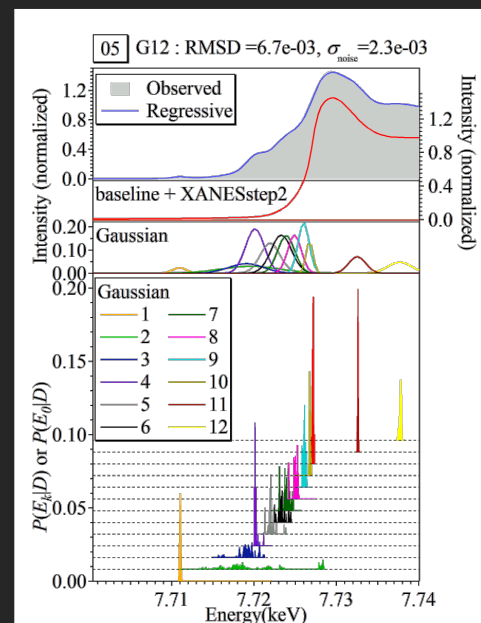 05 G12 : RMSD =6.7e-03, σnoise=2.3e-03
Intensity (normalized)
1.2
0.8
0.4
0.0
Observed
Regressive
Intensity (normalized)
1.2
0.8
0.4
0.0
baseline + XANESstep2
Gaussian
0.20
0.10
0.00
P(Ek|D) or P(E0|D)
0.20
0.15
0.10
0.05
0.00
Gaussian
1 7
2 8
3 9
4 10
5 11
6 12
7.71 7.72 7.73 7.74
Energy(keV)